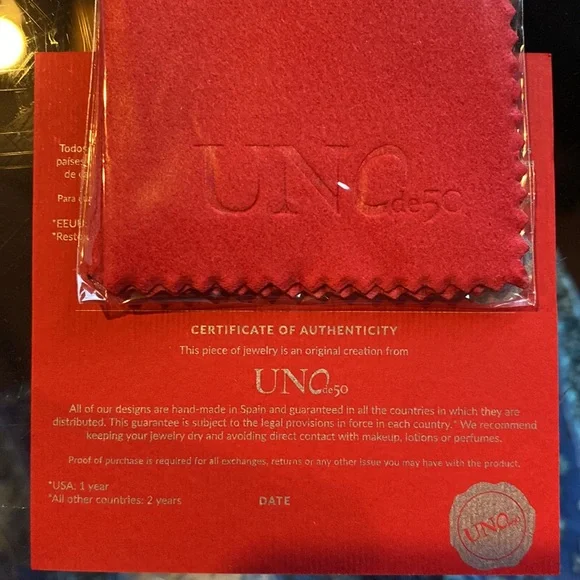 UNOde50
Todos
países
de c
Para
*EEUU:
*Resto
CERTIFICATE OF AUTHENTICITY
This piece of jewelry is an original creation from
UNOde50
All of our designs are hand-made in Spain and guaranteed in all the countries in which they are
distributed. This guarantee is subject to the legal provisions in force in each country.* We recommend
keeping your jewelry dry and avoiding direct contact with makeup, lotions or perfumes.
Proof of purchase is required for all exchanges, returns or any other issue you may have with the product.
*USA: 1 year
*All other countries: 2 years
DATE
UNOde50